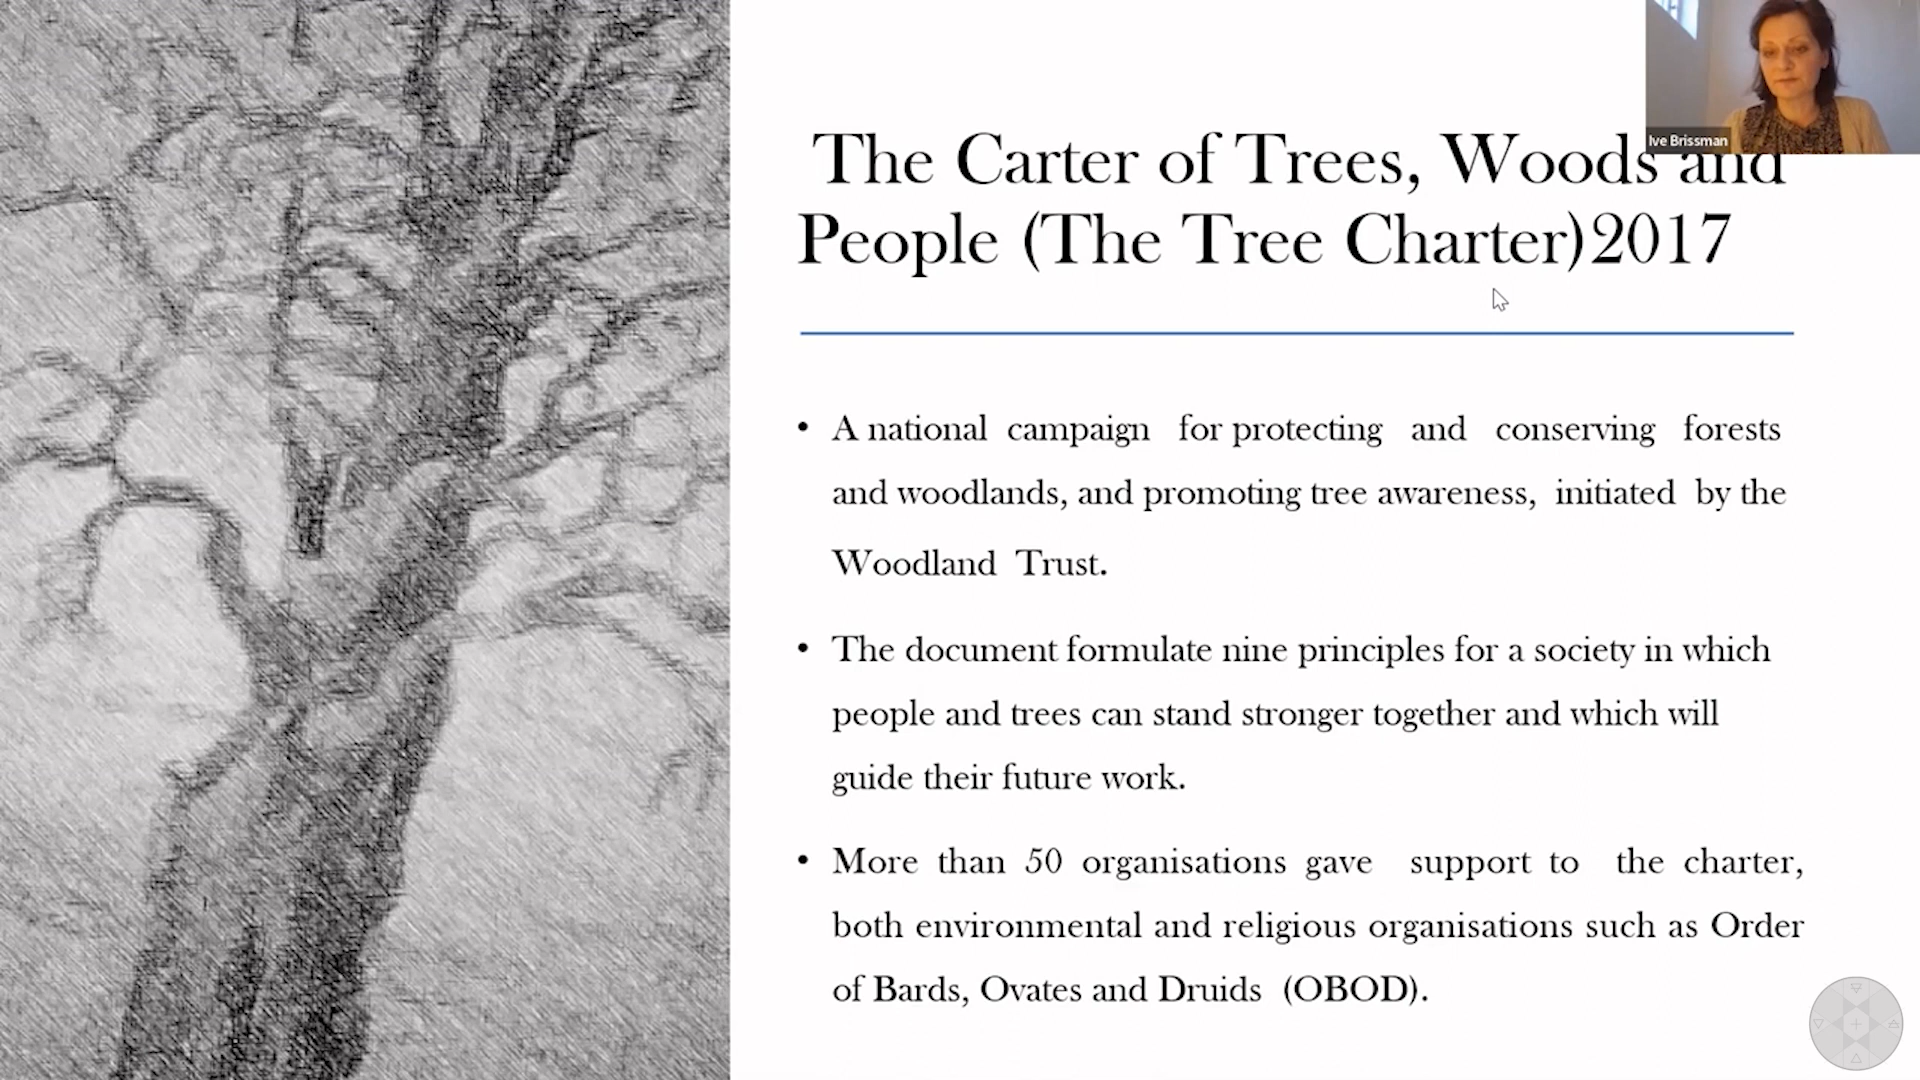 Ive Brissman
The Carter of Trees, Woods and
People (The Tree Charter)2017
• A national campaign for protecting and conserving forests
and woodlands, and promoting tree awareness, initiated by the
Woodland Trust.
• The document formulate nine principles for a society in which
people and trees can stand stronger together and which will
guide their future work.
• More than 50 organisations gave support to the charter,
both environmental and religious organisations such as Order
of Bards, Ovates and Druids (OBOD).